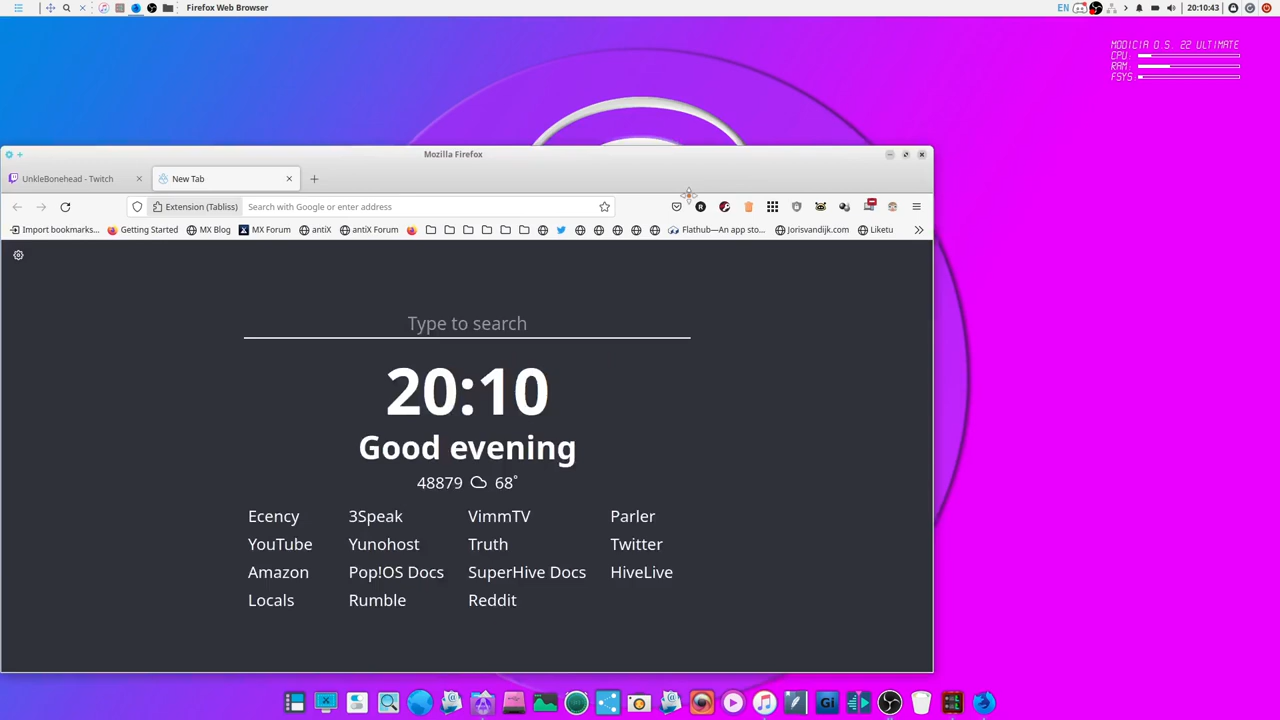 Firefox Web Browser
EN
20:10:43
MODICIA O.S. 22 ULTIMATE
CPU:
RAM:
FSYS:
Mozilla Firefox
UnkleBonehead - Twitch
New Tab
Extension (Tabliss)
Search with Google or enter address
Import bookmarks...
Getting Started
MX Blog
MX Forum
antiX
antiX Forum
Flathub—An app sto...
Jorisvandijk.com
Liketu
Type to search
20:10
Good evening
48879 68°
Ecency 3Speak VimmTV Parler
YouTube Yunohost Truth Twitter
Amazon Pop!OS Docs SuperHive Docs HiveLive
Locals Rumble Reddit
Gi